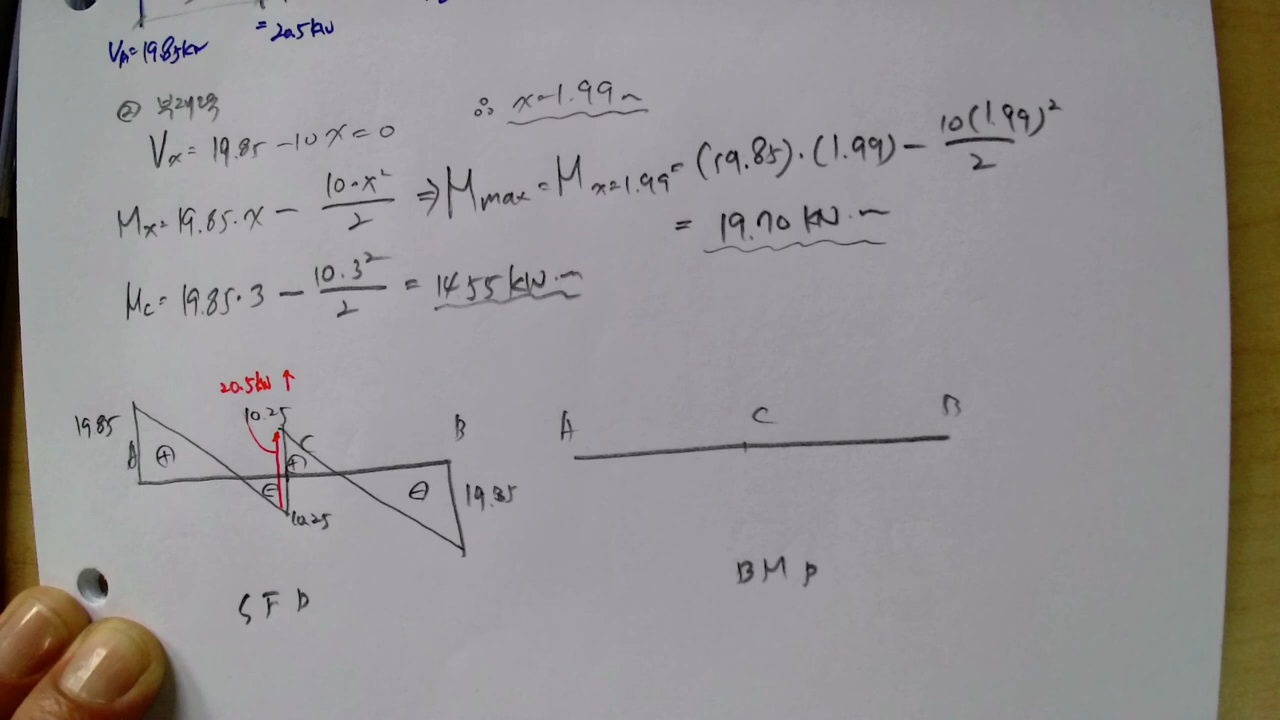 V_A=19.85kN
= 20.5kN
② 부재력
V_x = 19.85 - 10x = 0
∴ x=1.99m
M_x = 19.85·x - 10·x²/2 ⇒ M_max = M_x=1.99 = (19.85)·(1.99) - 10(1.99)²/2
= 19.70 kN·m
M_C = 19.85·3 - 10·3²/2 = 14.55 kN·m
20.5kN ↑
10.25
19.85
A
(+)
C
(+)
B
(-)
(-)
19.85
10.25
S F D
A
C
B
B M D